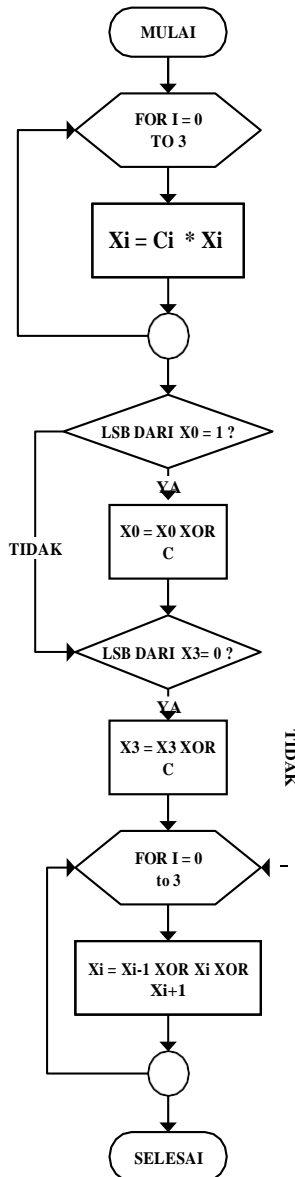 MULAI
FOR I = 0
TO 3
Xi = Ci * Xi
LSB DARI X0 = 1 ?
YA
X0 = X0 XOR
C
TIDAK
LSB DARI X3= 0 ?
YA
X3 = X3 XOR
C
TIDAK
FOR I = 0
to 3
Xi = Xi-1 XOR Xi XOR
Xi+1
SELESAI